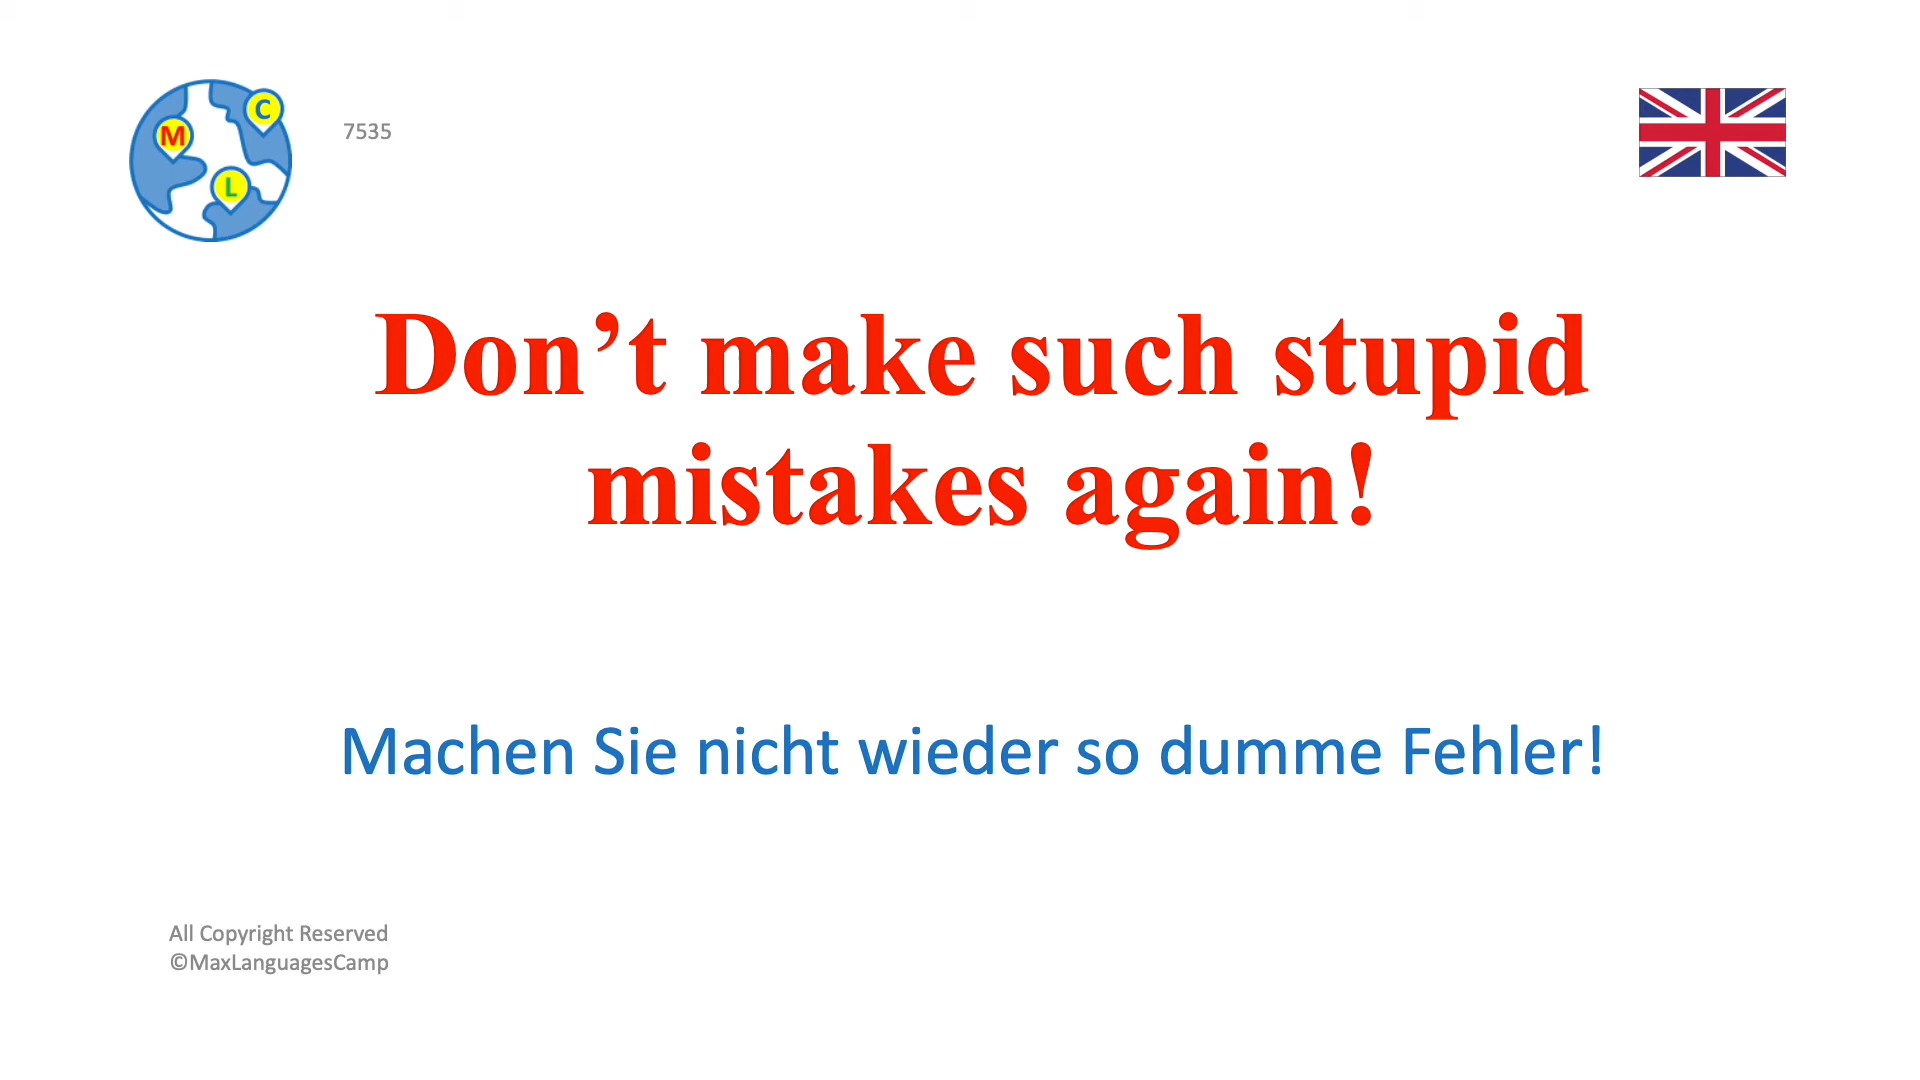 M
C
L
7535
Don’t make such stupid
mistakes again!
Machen Sie nicht wieder so dumme Fehler!
All Copyright Reserved
©MaxLanguagesCamp